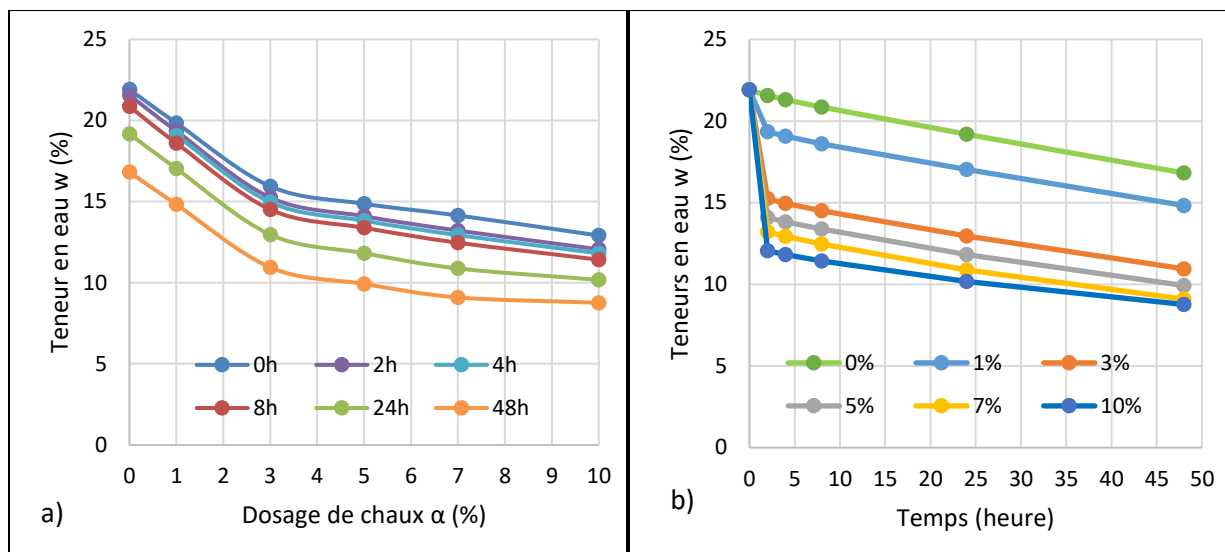 25
20
15
10
5
0
Teneur en eau w (%)
0h 2h 4h
8h 24h 48h
0 1 2 3 4 5 6 7 8 9 10
Dosage de chaux α (%)
a)
25
20
15
10
5
0
Teneurs en eau w (%)
0% 1% 3%
5% 7% 10%
0 5 10 15 20 25 30 35 40 45 50
Temps (heure)
b)